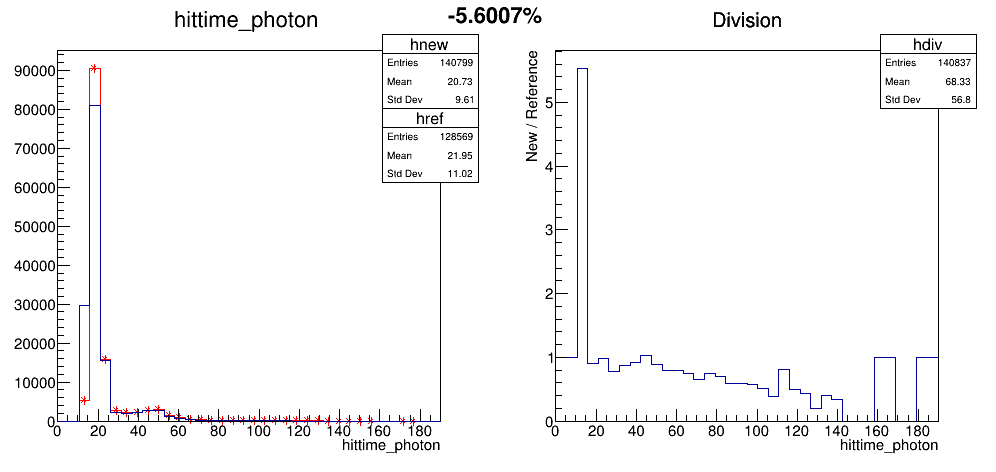 -5.6007%
hittime_photon
hnew
Entries 140799
Mean 20.73
Std Dev 9.61
href
Entries 128569
Mean 21.95
Std Dev 11.02
90000
80000
70000
60000
50000
40000
30000
20000
10000
0
0 20 40 60 80 100 120 140 160 180
hittime_photon
Division
hdiv
Entries 140837
Mean 68.33
Std Dev 56.8
New / Reference
5
4
3
2
1
0
0 20 40 60 80 100 120 140 160 180
hittime_photon